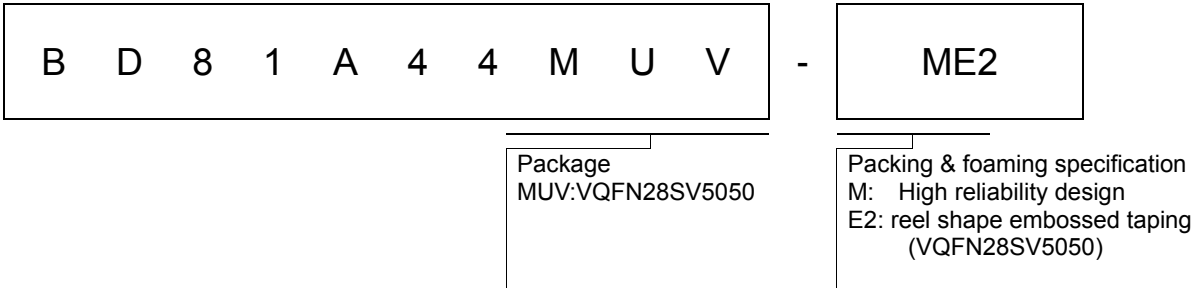 B D 8 1 A 4 4 M U V - ME2
Package
MUV:VQFN28SV5050
Packing & foaming specification
M: High reliability design
E2: reel shape embossed taping
(VQFN28SV5050)